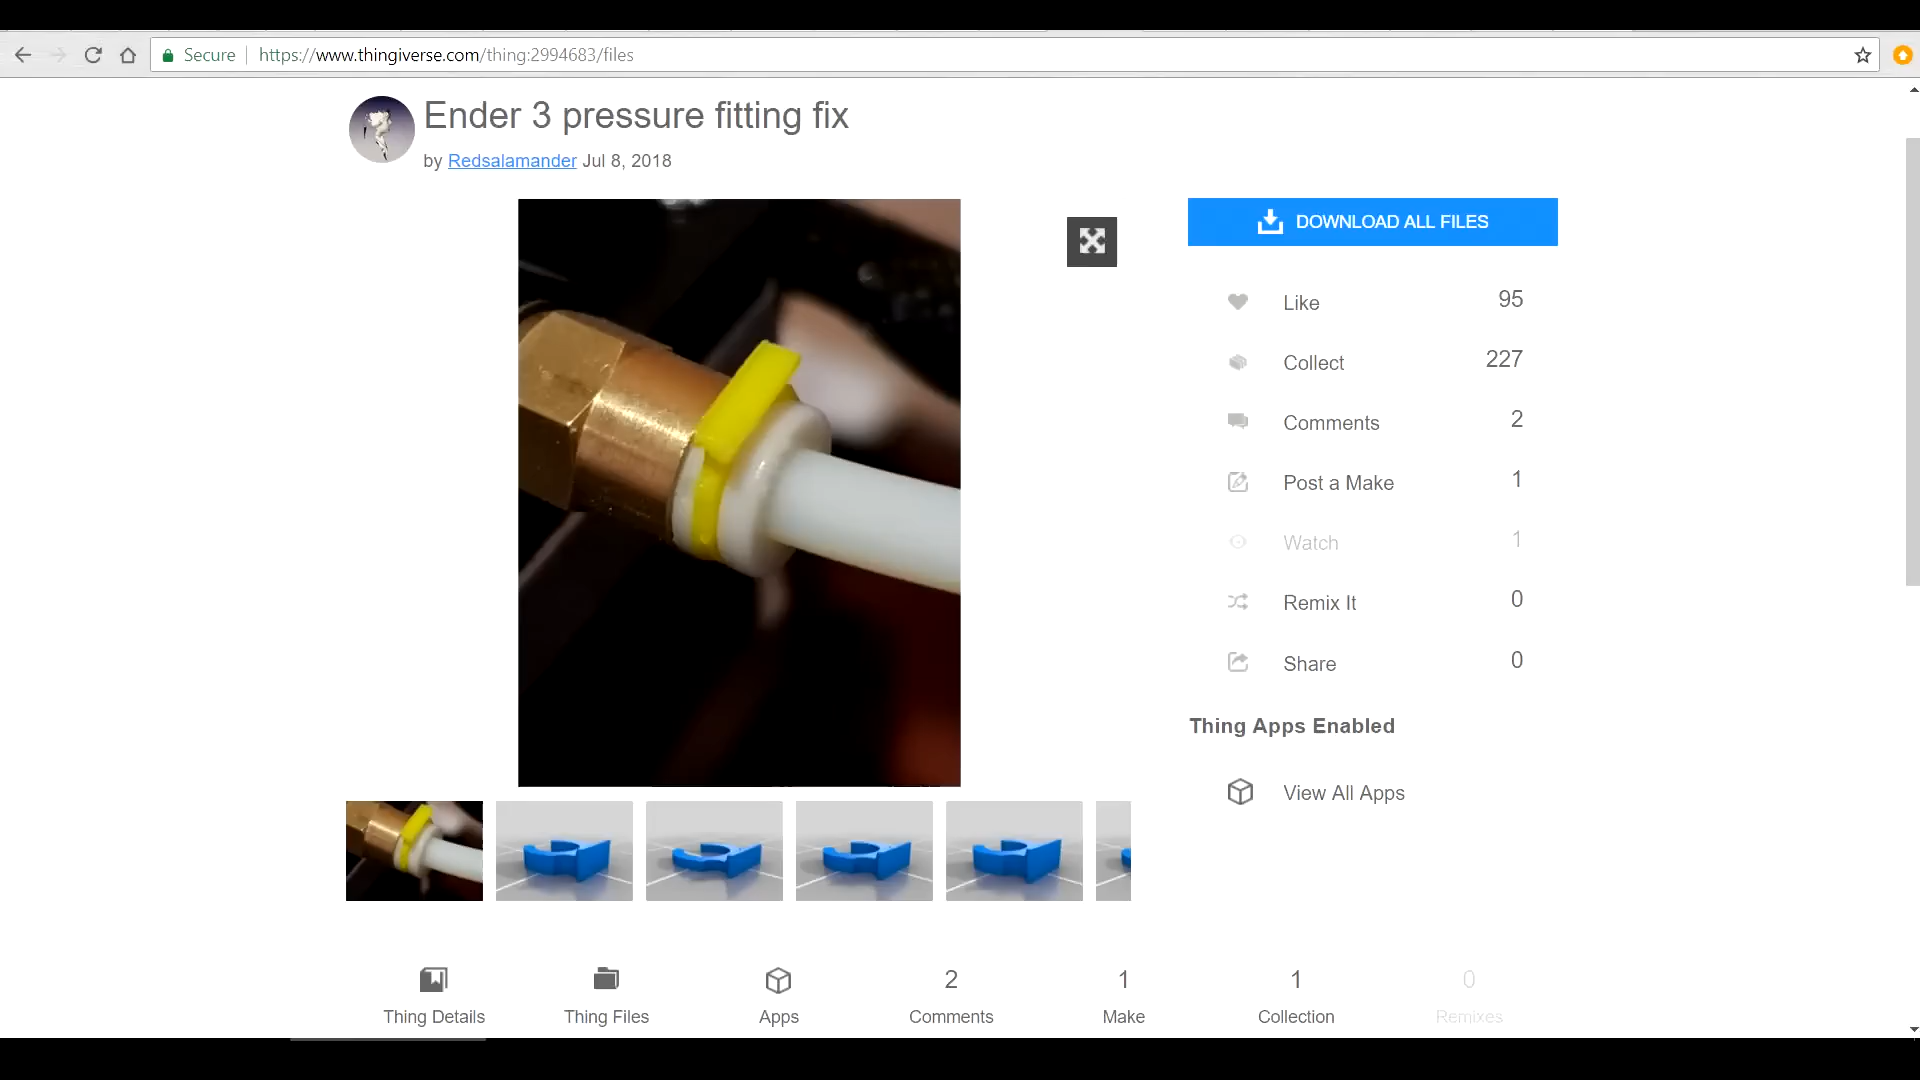 Secure
https://www.thingiverse.com/thing:2994683/files
Ender 3 pressure fitting fix
by Redsalamander Jul 8, 2018
DOWNLOAD ALL FILES
Like 95
Collect 227
Comments 2
Post a Make 1
Watch 1
Remix It 0
Share 0
Thing Apps Enabled
View All Apps
2 1 1 0
Thing Details Thing Files Apps Comments Make Collection Remixes